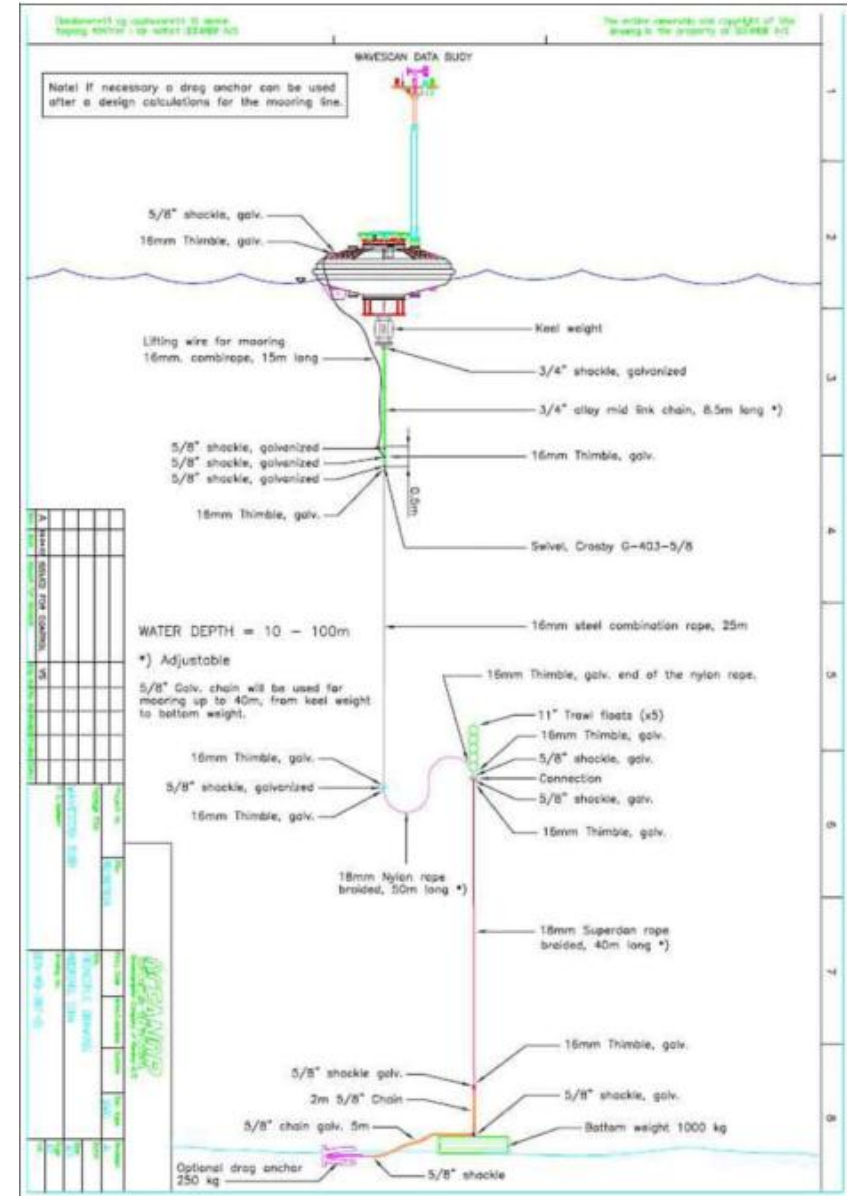 WAVESCAN DATA BUOY
Note! If necessary a drag anchor can be used
after a design calculations for the mooring line.
1
5/8" shackle, galv.
16mm Thimble, galv.
2
Keel weight
Lifting wire for mooring
16mm. combirope, 15m long
3/4" shackle, galvanized
3
3/4" alloy mid link chain, 8.5m long *)
5/8" shackle, galvanized
5/8" shackle, galvanized
5/8" shackle, galvanized
16mm Thimble, galv.
0.5m
16mm Thimble, galv.
4
Swivel, Crosby G-403-5/8
WATER DEPTH = 10 - 100m
16mm steel combination rope, 25m
*) Adjustable
5
16mm Thimble, galv. end of the nylon rope.
5/8" Galv. chain will be used for
mooring up to 40m, from keel weight
to bottom weight.
11" Trawl floats (x5)
16mm Thimble, galv.
16mm Thimble, galv.
5/8" shackle, galv.
5/8" shackle, galvanized
Connection
16mm Thimble, galv.
5/8" shackle, galv.
6
16mm Thimble, galv.
18mm Nylon rope
braided, 50m long *)
18mm Superdan rope
braided, 40m long *)
7
16mm Thimble, galv.
5/8" shackle galv.
2m 5/8" Chain
5/8" shackle, galv.
8
5/8" chain galv. 5m
Bottom weight 1000 kg
Optional drag anchor
250 kg
5/8" shackle
OCEANOR